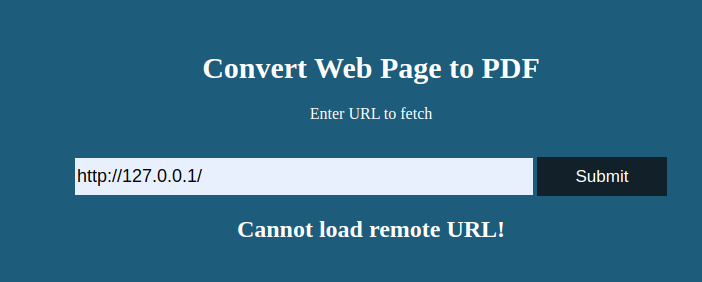 Convert Web Page to PDF
Enter URL to fetch
http://127.0.0.1/ Submit
Cannot load remote URL!